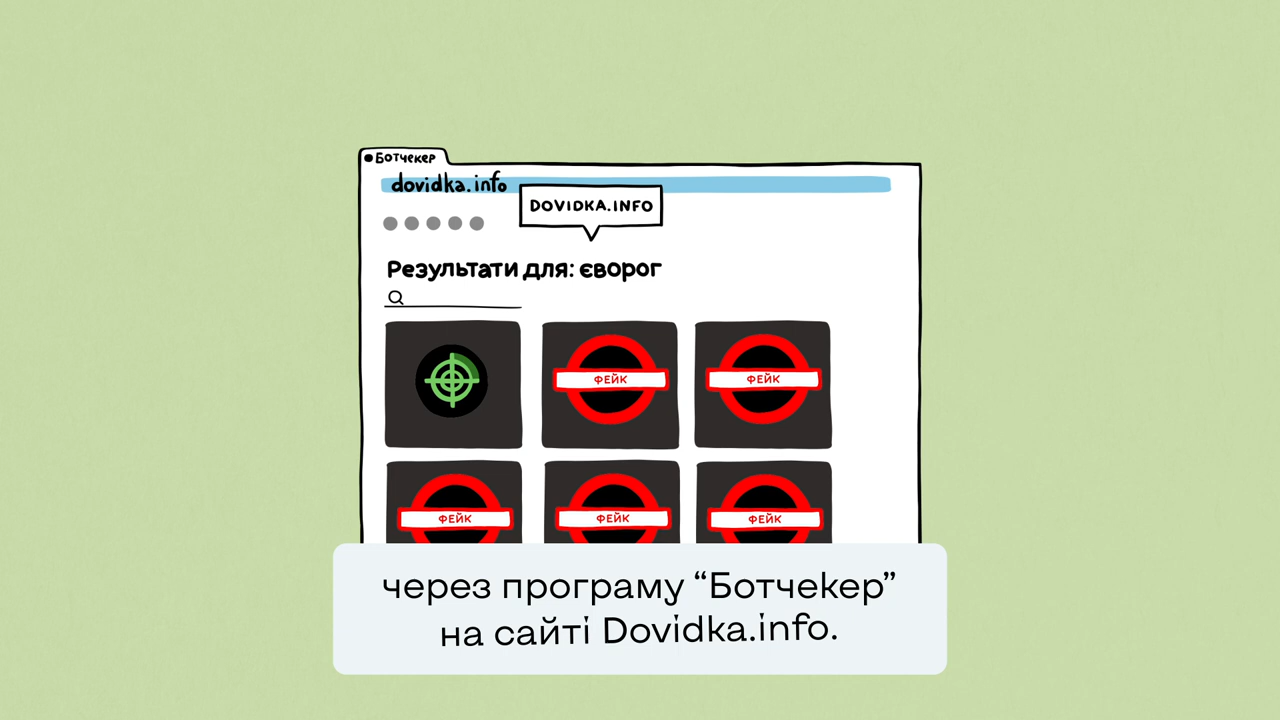 Ботчекер
dovidka.info
DOVIDKA.INFO
Результати для: єворог
ФЕЙК
ФЕЙК
ФЕЙК
ФЕЙК
ФЕЙК
через програму “Ботчекер”
на сайті Dovidka.info.